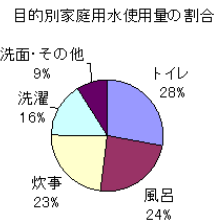 目的別家庭用水使用量の割合
洗面・その他
9%
トイレ
28%
洗濯
16%
炊事
23%
風呂
24%